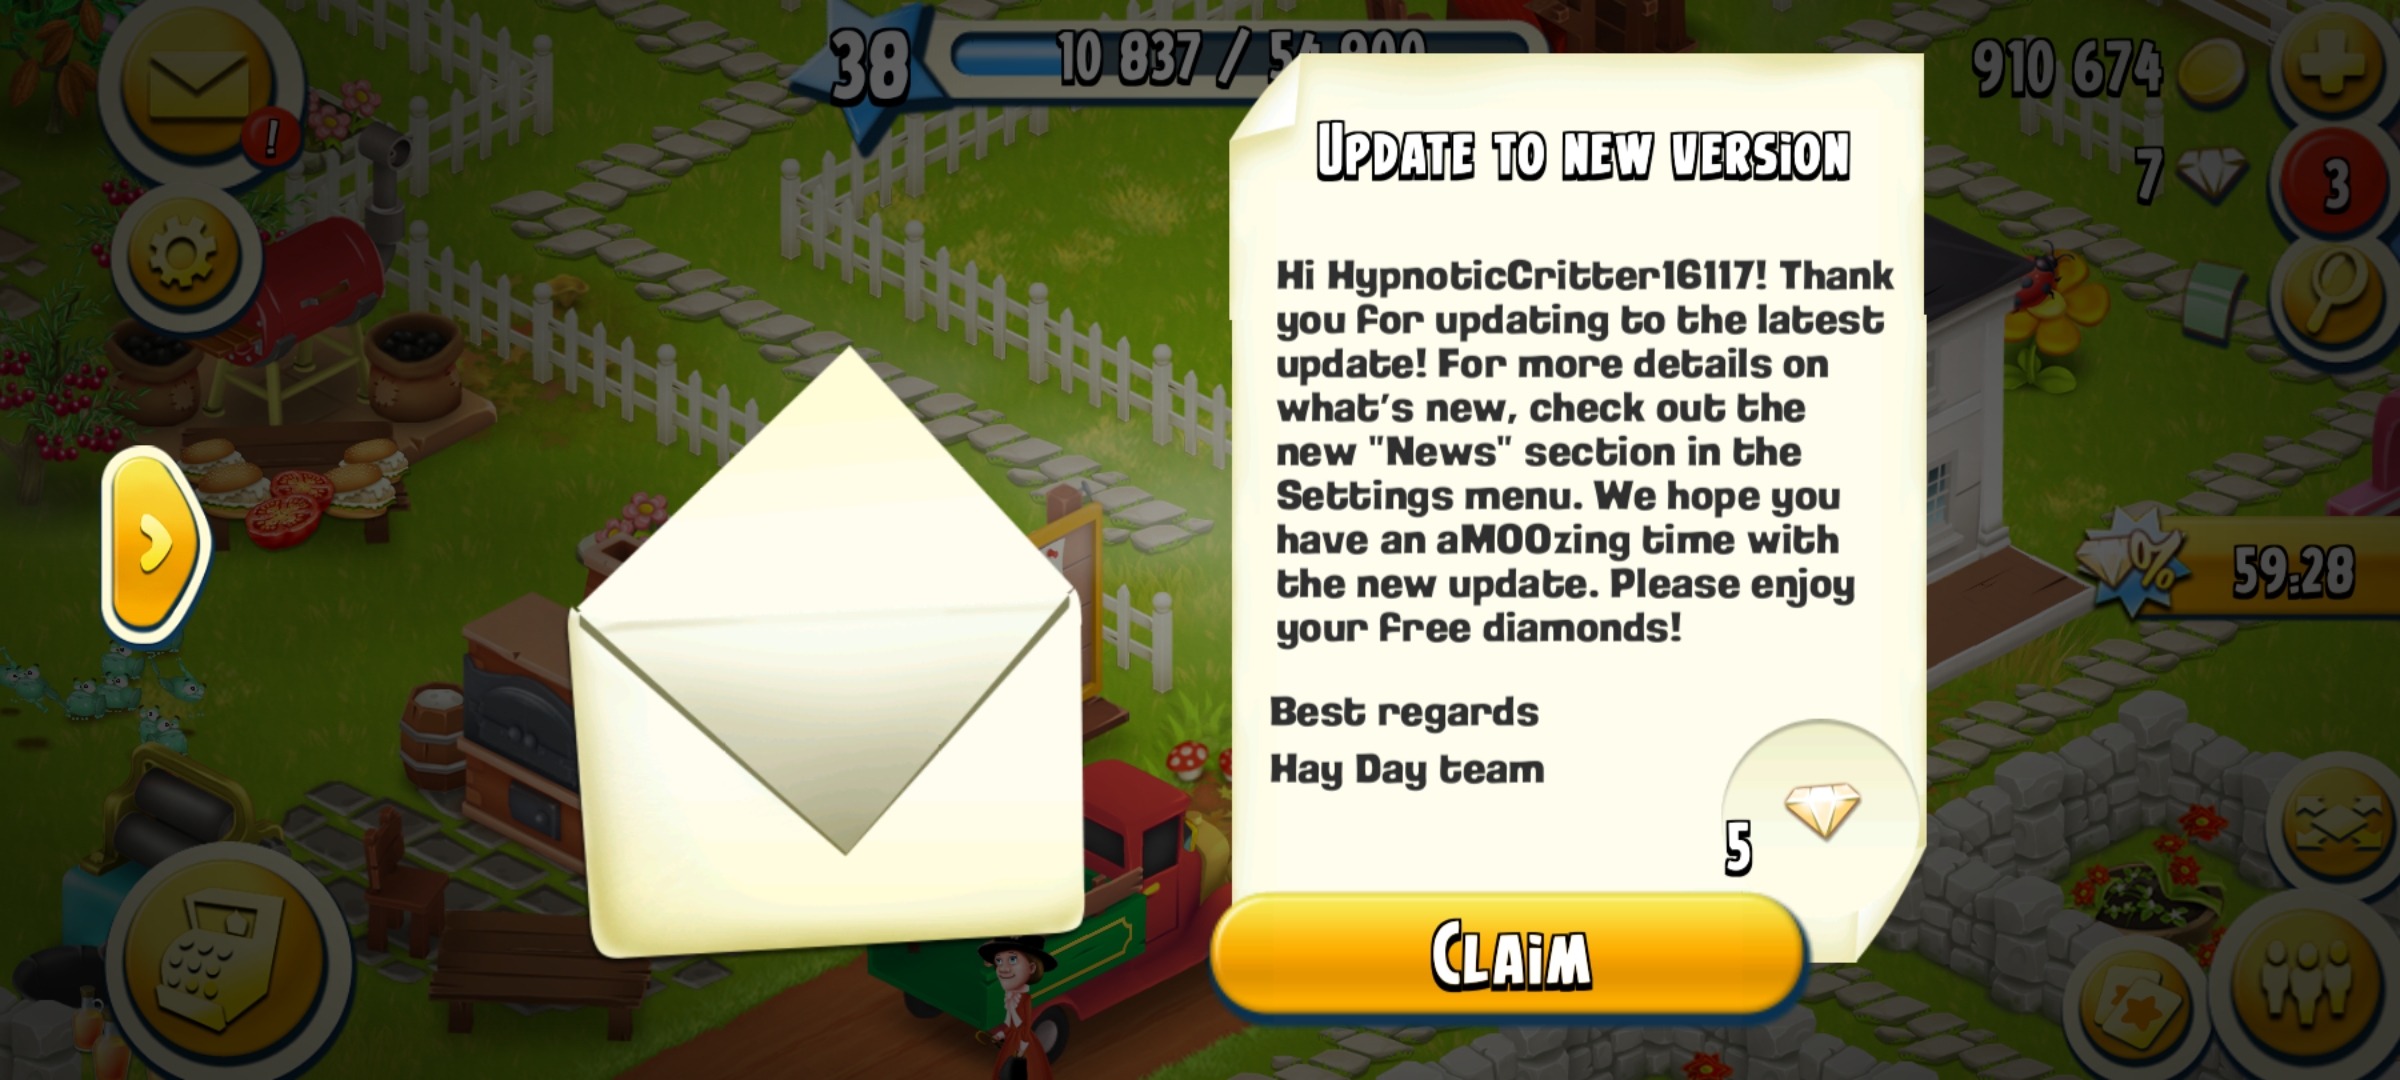 38
10 837 / 54 900
910 674
7
3
!
UPDATE TO NEW VERSION
Hi HypnoticCritter16117! Thank
you for updating to the latest
update! For more details on
what's new, check out the
new "News" section in the
Settings menu. We hope you
have an aMOOzing time with
the new update. Please enjoy
your free diamonds!
Best regards
Hay Day team
%
59:28
5
CLAIM